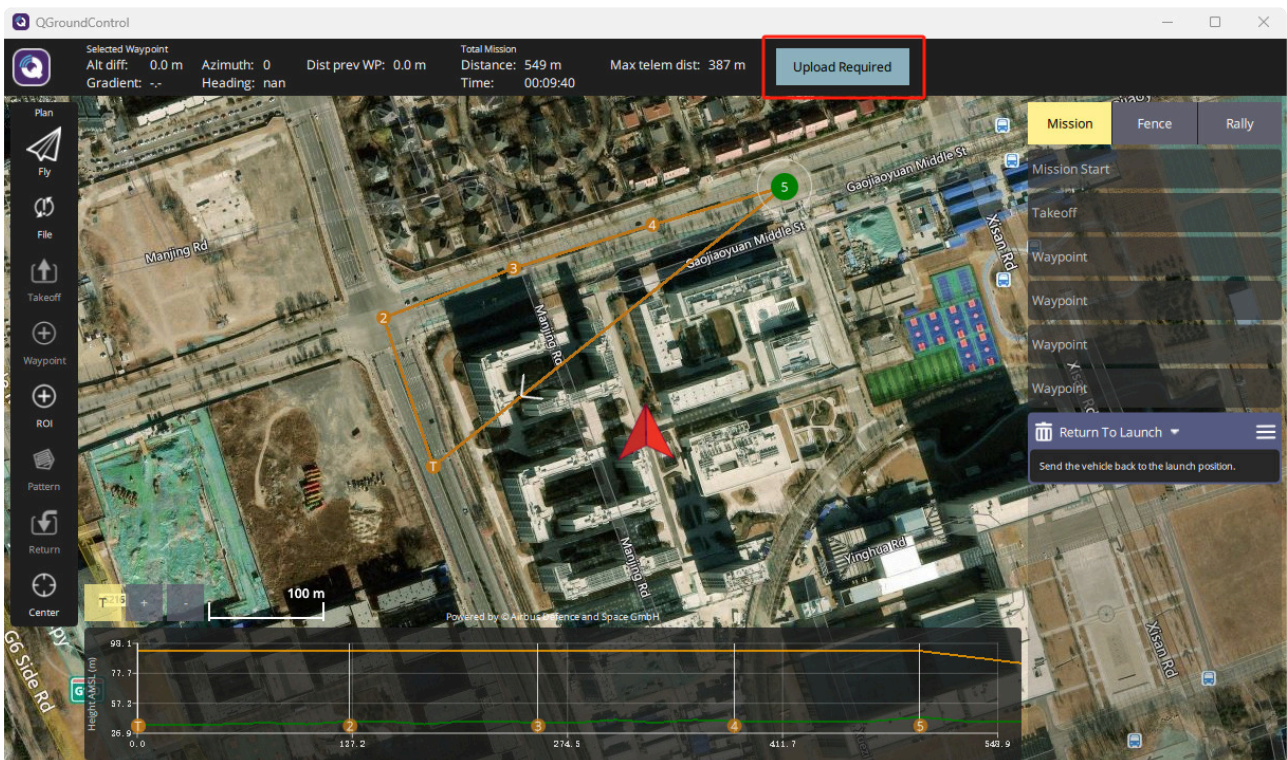 QGroundControl
Selected Waypoint
Alt diff: 0.0 m Azimuth: 0 Dist prev WP: 0.0 m
Gradient: -.- Heading: nan
Total Mission
Distance: 549 m Max telem dist: 387 m
Time: 00:09:40
Upload Required
Plan
Fly
File
Takeoff
Waypoint
ROI
Pattern
Return
Center
Mission Fence Rally
Mission Start
Takeoff
Waypoint
Waypoint
Waypoint
Waypoint
Return To Launch
Send the vehicle back to the launch position.
Gaojiaoyuan Middle St
5
4
Xisan Rd
Manjing Rd
3
Gaojiaoyuan Middle St
2
Manjing Rd
T
Yinghua Rd
Manjing Rd
Xisan Rd
G6 Side Rd
T + -
100 m
Powered by © Airbus Defence and Space GmbH
Height AMSL (m)
98.1
77.7
57.2
36.9
T 2 3 4 5
0.0 137.2 274.5 411.7 548.9